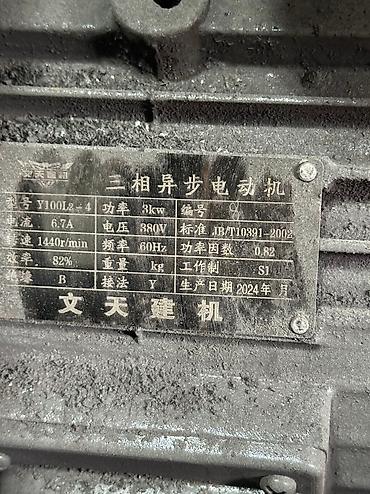 三相异步电动机
型号 Y100L2-4 功率 3kw 编号
电流 6.7A 电压 380V 标准 JB/T10391-2002
转速 1440r/min 频率 60Hz 功率因数 0.82
效率 82% 重量 kg 工作制 S1
绝缘 B 接法 Y 生产日期 2024年 月
文天建机